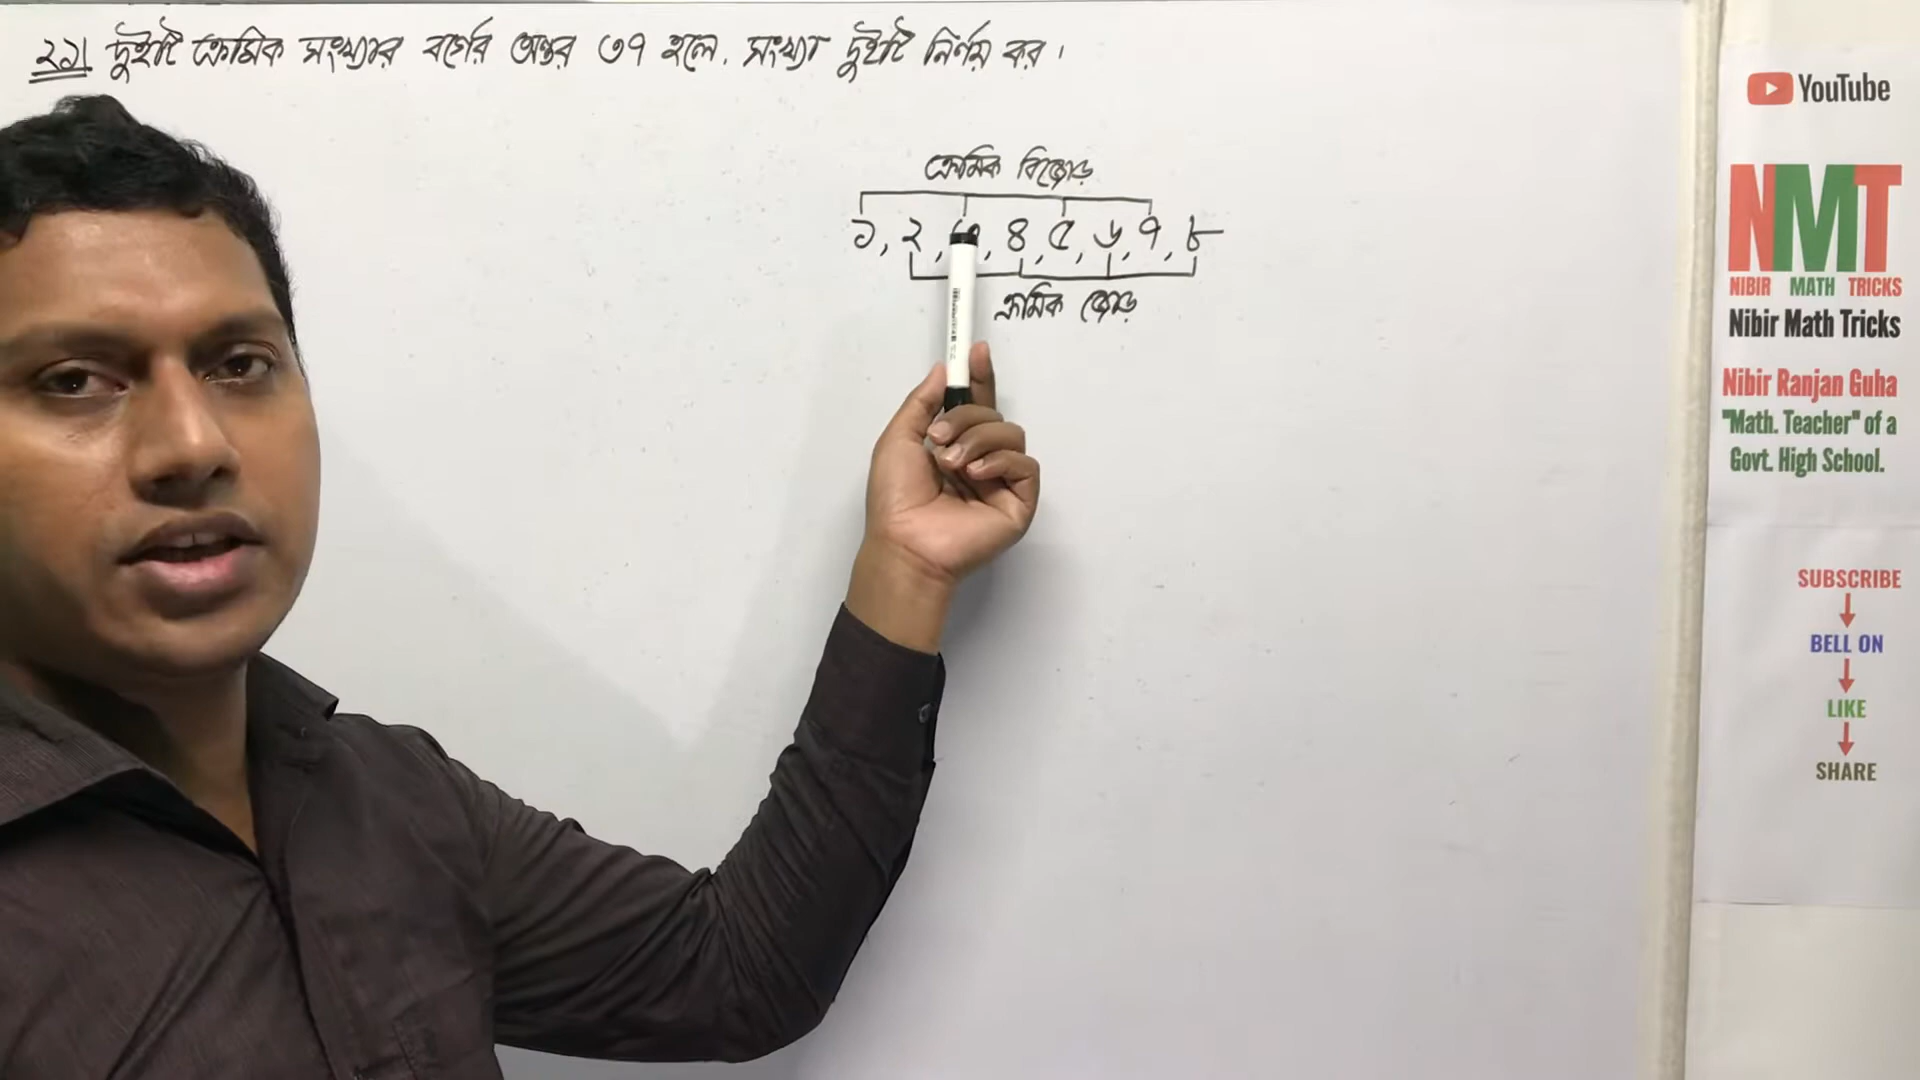 ২১। দুইটি ক্রমিক সংখ্যার বর্গের অন্তর ৩৭ হলে, সংখ্যা দুইটি নির্ণয় কর।
ক্রমিক বিজোড়
১, ২, ৩, ৪, ৫, ৬, ৭, ৮
ক্রমিক জোড়
YouTube
NMT
NIBIR MATH TRICKS
Nibir Math Tricks
Nibir Ranjan Guha
"Math. Teacher" of a
Govt. High School.
SUBSCRIBE
BELL ON
LIKE
SHARE